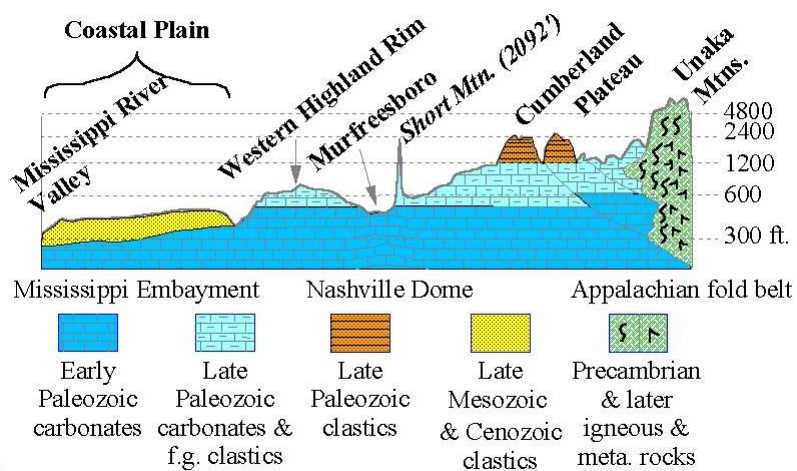 Coastal Plain
Mississippi River
Valley
Western Highland Rim
Murfreesboro
Short Mtn. (2092')
Cumberland
Plateau
Unaka
Mtns.
4800
2400
1200
600
300 ft.
Mississippi Embayment
Nashville Dome
Appalachian fold belt
Early
Paleozoic
carbonates
Late
Paleozoic
carbonates &
f.g. clastics
Late
Paleozoic
clastics
Late
Mesozoic
& Cenozoic
clastics
Precambrian
& later
igneous &
meta. rocks